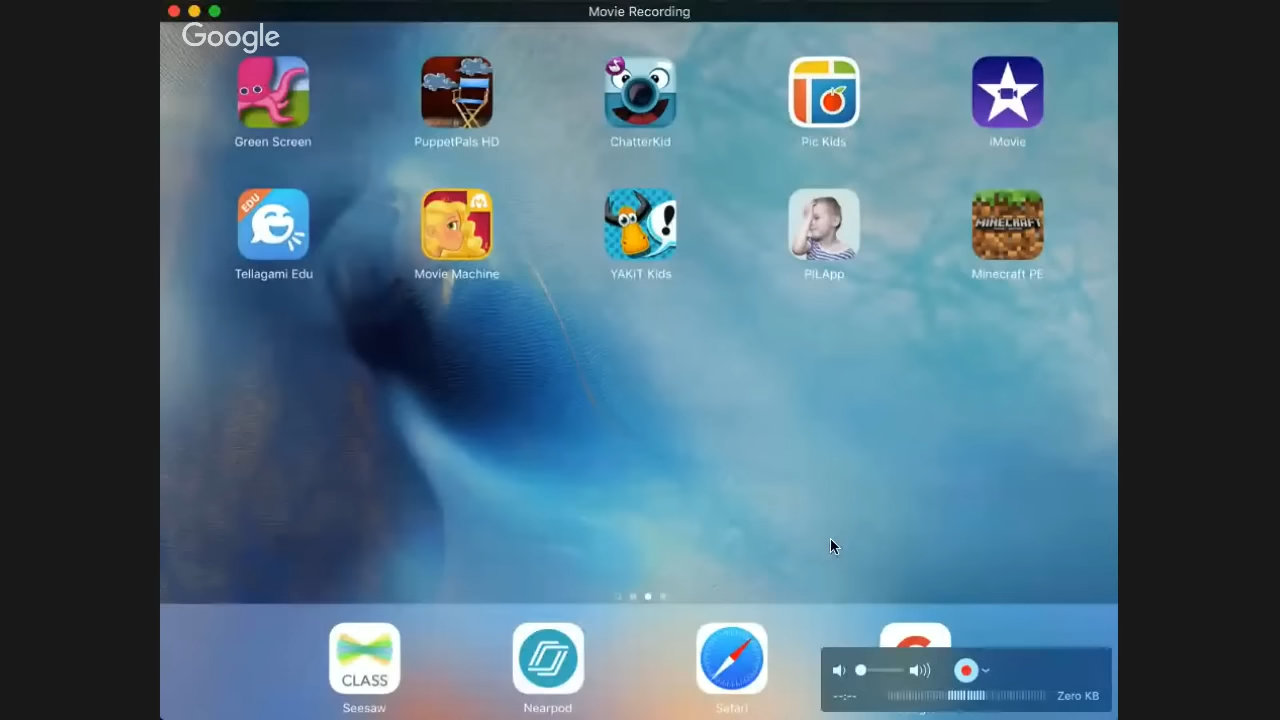 Movie Recording
Google
Green Screen
PuppetPals HD
ChatterKid
Pic Kids
iMovie
EDU
MINECRAFT
Tellagami Edu
Movie Machine
YAKiT Kids
PILApp
Minecraft PE
CLASS
Seesaw
Nearpod
Safari
--:--
Zero KB